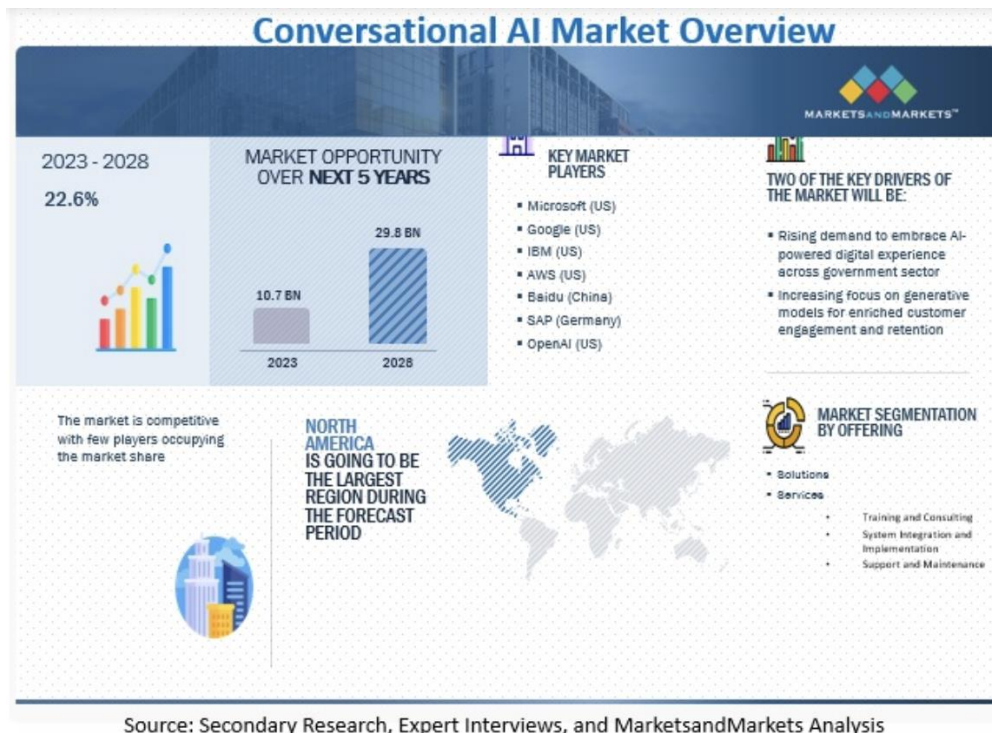 Conversational AI Market Overview
MARKETSANDMARKETS™
2023 - 2028
22.6%
MARKET OPPORTUNITY
OVER NEXT 5 YEARS
29.8 BN
10.7 BN
2023
2028
KEY MARKET
PLAYERS
▪ Microsoft (US)
▪ Google (US)
▪ IBM (US)
▪ AWS (US)
▪ Baidu (China)
▪ SAP (Germany)
▪ OpenAI (US)
TWO OF THE KEY DRIVERS OF
THE MARKET WILL BE:
▪ Rising demand to embrace AI-
powered digital experience
across government sector
▪ Increasing focus on generative
models for enriched customer
engagement and retention
The market is competitive
with few players occupying
the market share
NORTH
AMERICA
IS GOING TO BE
THE LARGEST
REGION DURING
THE FORECAST
PERIOD
MARKET SEGMENTATION
BY OFFERING
▪ Solutions
▪ Services
• Training and Consulting
• System Integration and
Implementation
• Support and Maintenance
Source: Secondary Research, Expert Interviews, and MarketsandMarkets Analysis